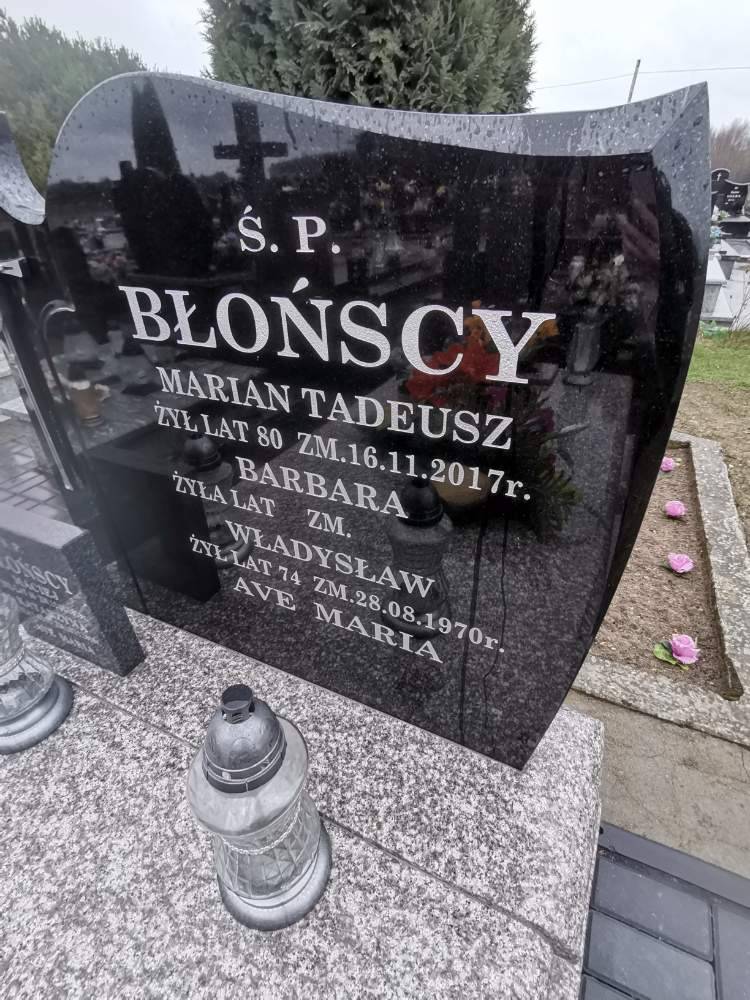 Ś. P.
BŁOŃSCY
MARIAN TADEUSZ
ŻYŁ LAT 80 ZM.16.11.2017r.
BARBARA
ŻYŁA LAT ZM.
WŁADYSŁAW
ŻYŁ LAT 74 ZM.28.08.1970r.
AVE MARIA